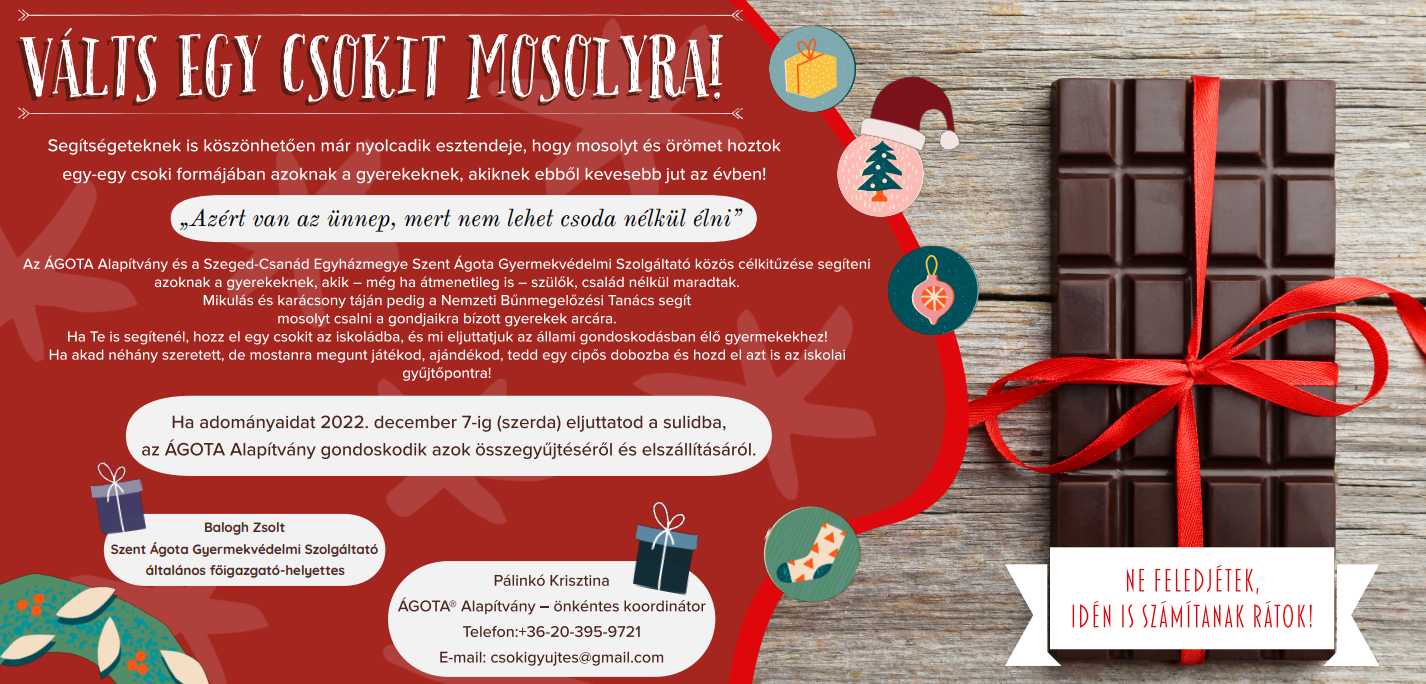 VÁLTS EGY CSOKIT MOSOLYRA!
Segítségeteknek is köszönhetően már nyolcadik esztendeje, hogy mosolyt és örömet hoztok
egy-egy csoki formájában azoknak a gyerekeknek, akiknek ebből kevesebb jut az évben!
„Azért van az ünnep, mert nem lehet csoda nélkül élni”
Az ÁGOTA Alapítvány és a Szeged-Csanád Egyházmegye Szent Ágota Gyermekvédelmi Szolgáltató közös célkitűzése segíteni
azoknak a gyerekeknek, akik – még ha átmenetileg is – szülők, család nélkül maradtak.
Mikulás és karácsony táján pedig a Nemzeti Bűnmegelőzési Tanács segít
mosolyt csalni a gondjaikra bízott gyerekek arcára.
Ha Te is segítenél, hozz el egy csokit az iskoládba, és mi eljuttatjuk az állami gondoskodásban élő gyermekekhez!
Ha akad néhány szeretett, de mostanra megunt játékod, ajándékod, tedd egy cipős dobozba és hozd el azt is az iskolai
gyűjtőpontra!
Ha adományaidat 2022. december 7-ig (szerda) eljuttatod a sulidba,
az ÁGOTA Alapítvány gondoskodik azok összegyűjtéséről és elszállításáról.
Balogh Zsolt
Szent Ágota Gyermekvédelmi Szolgáltató
általános főigazgató-helyettes
Pálinkó Krisztina
ÁGOTA® Alapítvány – önkéntes koordinátor
Telefon:+36-20-395-9721
E-mail: csokigyujtes@gmail.com
NE FELEDJÉTEK,
IDÉN IS SZÁMÍTANAK RÁTOK!